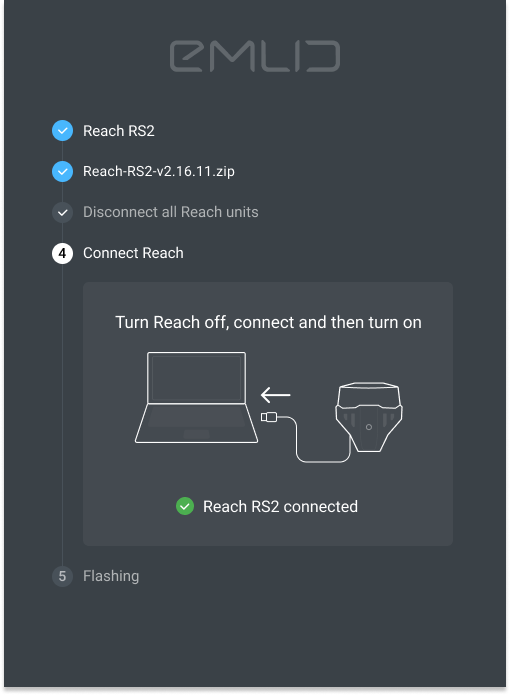 EMLID
Reach RS2
Reach-RS2-v2.16.11.zip
Disconnect all Reach units
4 Connect Reach
Turn Reach off, connect and then turn on
Reach RS2 connected
5 Flashing